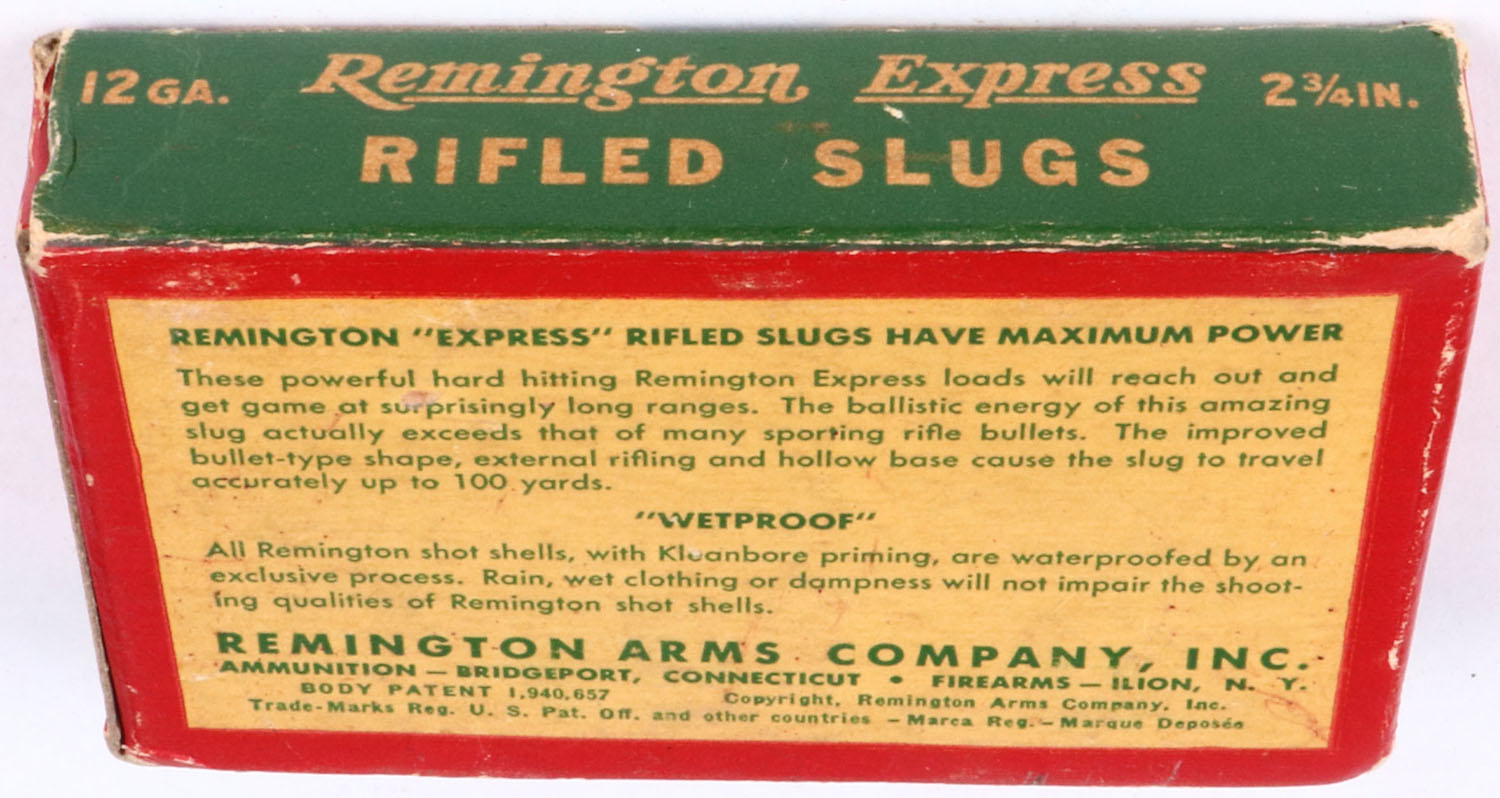 12 GA. Remington Express 2 3/4 IN.
RIFLED SLUGS
REMINGTON "EXPRESS" RIFLED SLUGS HAVE MAXIMUM POWER
These powerful hard hitting Remington Express loads will reach out and
get game at surprisingly long ranges. The ballistic energy of this amazing
slug actually exceeds that of many sporting rifle bullets. The improved
bullet-type shape, external rifling and hollow base cause the slug to travel
accurately up to 100 yards.
"WETPROOF"
All Remington shot shells, with Kleanbore priming, are waterproofed by an
exclusive process. Rain, wet clothing or dampness will not impair the shoot-
ing qualities of Remington shot shells.
REMINGTON ARMS COMPANY, INC.
AMMUNITION — BRIDGEPORT, CONNECTICUT • FIREARMS — ILION, N. Y.
BODY PATENT 1,940,657 Copyright, Remington Arms Company, Inc.
Trade-Marks Reg. U. S. Pat. Off. and other countries — Marca Reg. — Marque Deposée